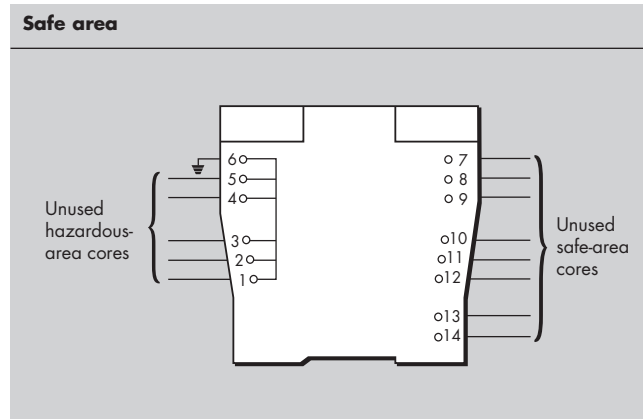 Safe area
6
5
4
3
2
1
7
8
9
10
11
12
13
14
Unused
hazardous-
area cores
Unused
safe-area
cores